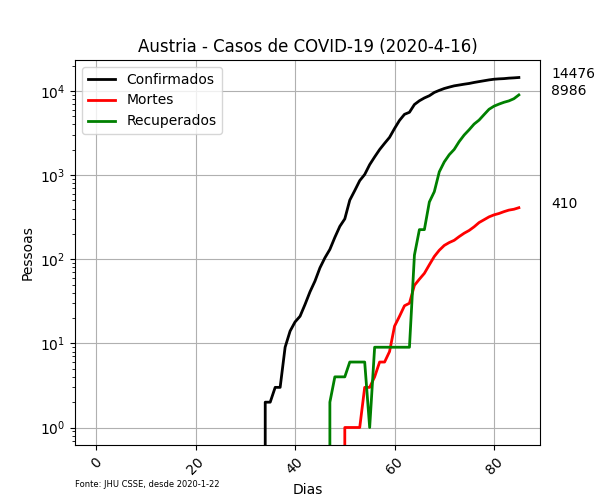 Austria - Casos de COVID-19 (2020-4-16)
Confirmados
Mortes
Recuperados
14476
8986
410
10⁴
10³
10²
10¹
10⁰
Pessoas
0 20 40 60 80
Dias
Fonte: JHU CSSE, desde 2020-1-22